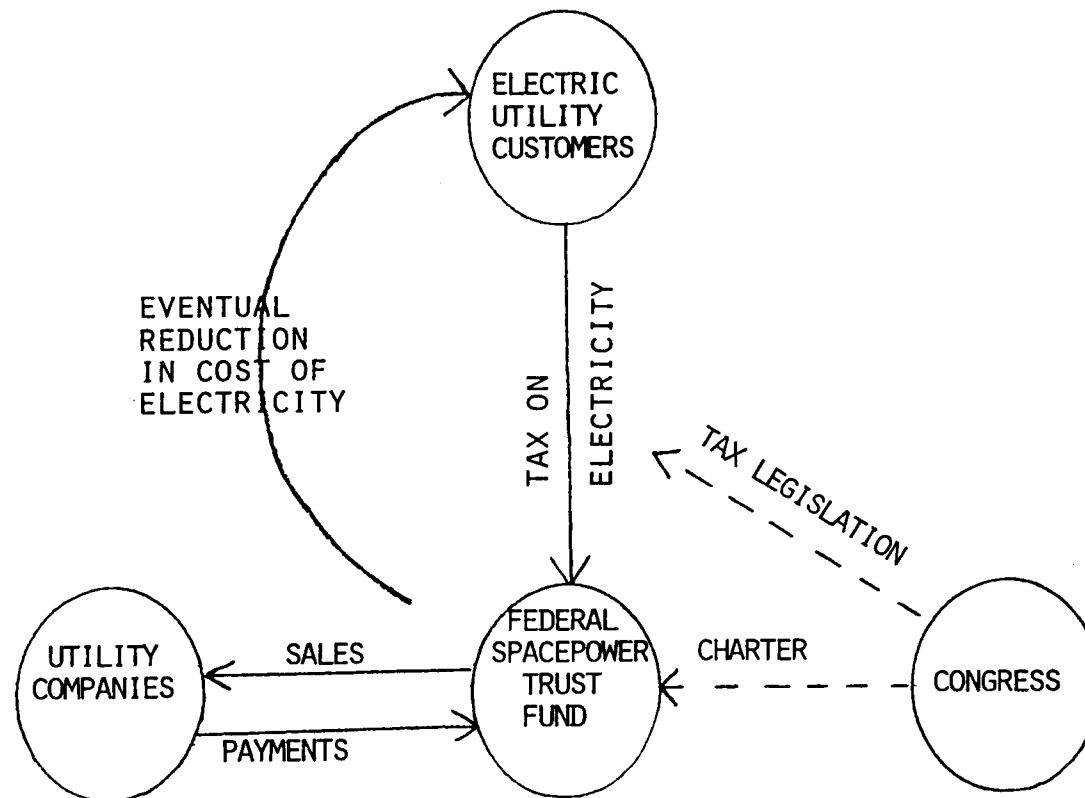 ELECTRIC
UTILITY
CUSTOMERS
EVENTUAL
REDUCTION
IN COST OF
ELECTRICITY
TAX ON
ELECTRICITY
TAX LEGISLATION
UTILITY
COMPANIES
SALES
PAYMENTS
FEDERAL
SPACEPOWER
TRUST
FUND
CHARTER
CONGRESS